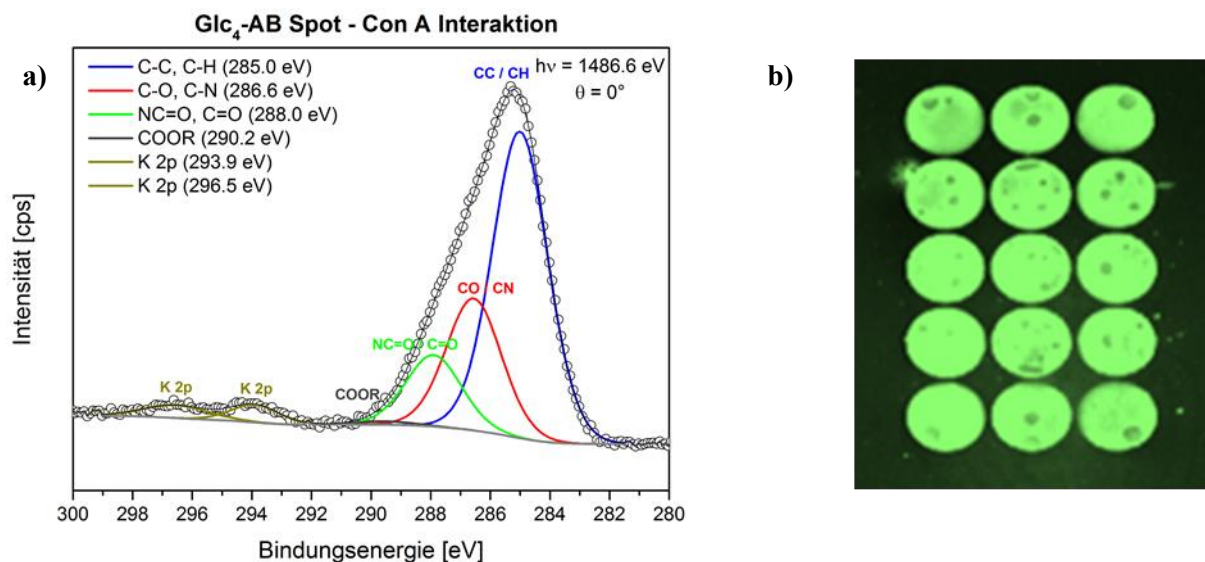 Glc₄-AB Spot - Con A Interaktion
a)
C-C, C-H (285.0 eV)
C-O, C-N (286.6 eV)
NC=O, C=O (288.0 eV)
COOR (290.2 eV)
K 2p (293.9 eV)
K 2p (296.5 eV)
CC / CH
hν = 1486.6 eV
θ = 0°
CO / CN
NC=O / C=O
COOR
K 2p
K 2p
Intensität [cps]
300 298 296 294 292 290 288 286 284 282 280
Bindungsenergie [eV]
b)